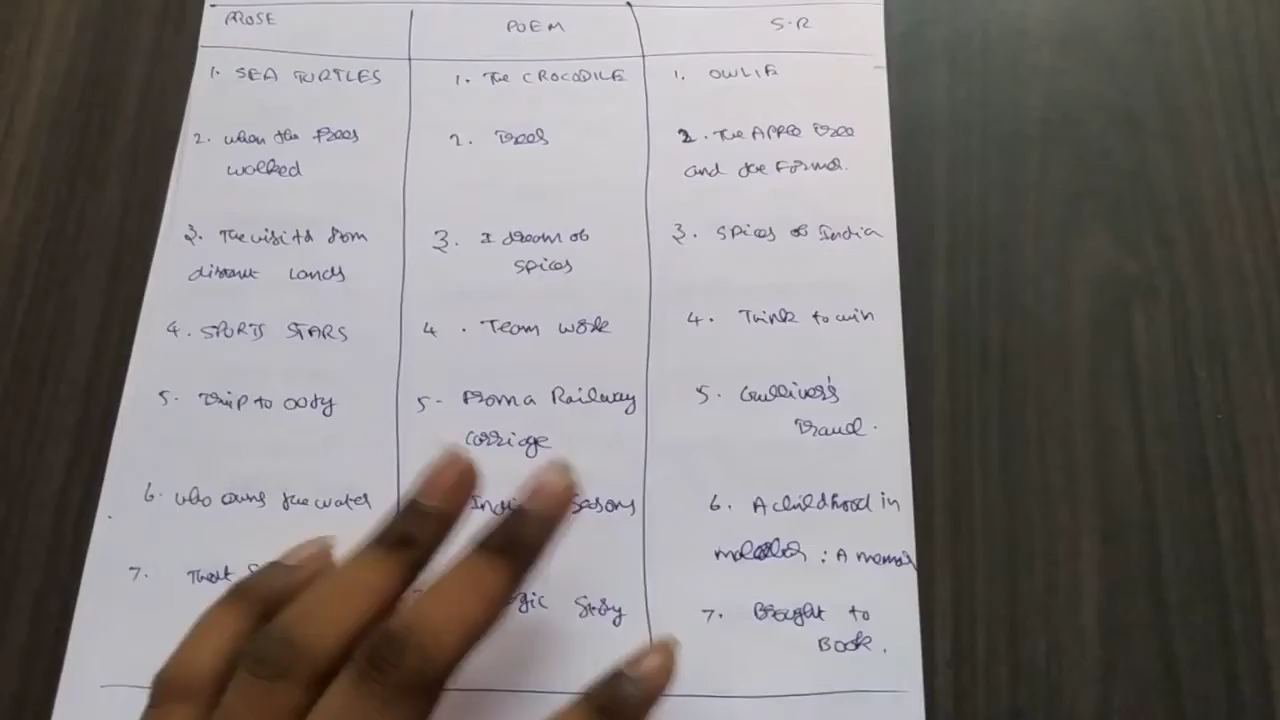 PROSE
1. SEA TURTLES
2. when the Trees
walked
3. The visitd from
distant Lands
4. SPORTS STARS
5. Trip to ooty
6. who owns the water
7. That
POEM
1. The CROCODILE
2. Trees
3. I dream of
spices
4. Team work
5- From a Railway
carriage
Seasons
Story
S.R
1. OWLIE
2. The APPle Tree
and the Farmer.
3. Spices of India
4. Think to win
5. Gulliver's
Travel.
6. A childhood in
: A memoir
7. Brought to
Book.